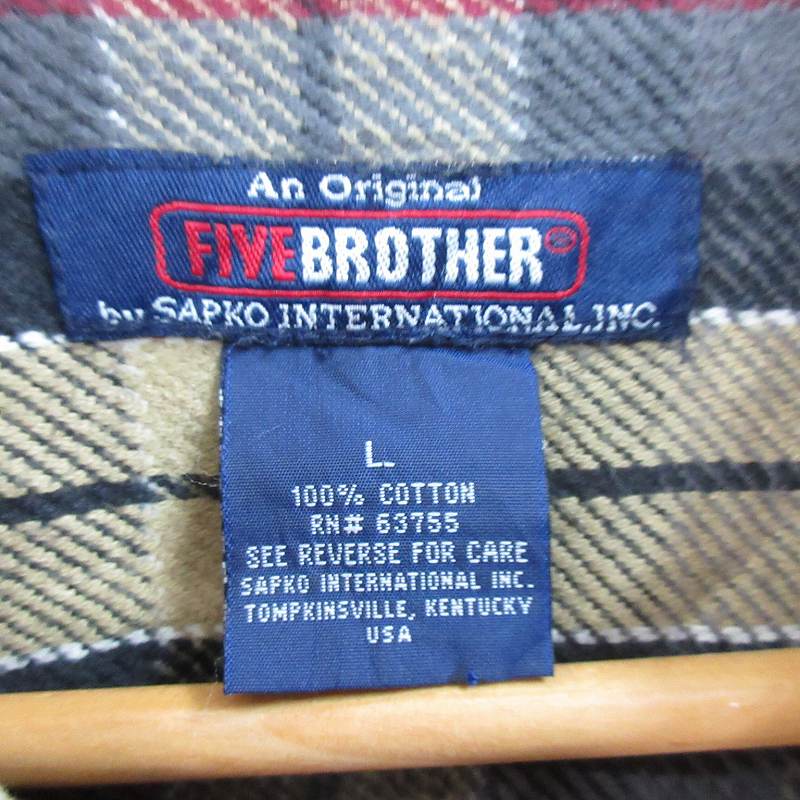 An Original
FIVEBROTHER®
by SAPKO INTERNATIONAL, INC.
L.
100% COTTON
RN# 63755
SEE REVERSE FOR CARE
SAPKO INTERNATIONAL INC.
TOMPKINSVILLE, KENTUCKY
USA